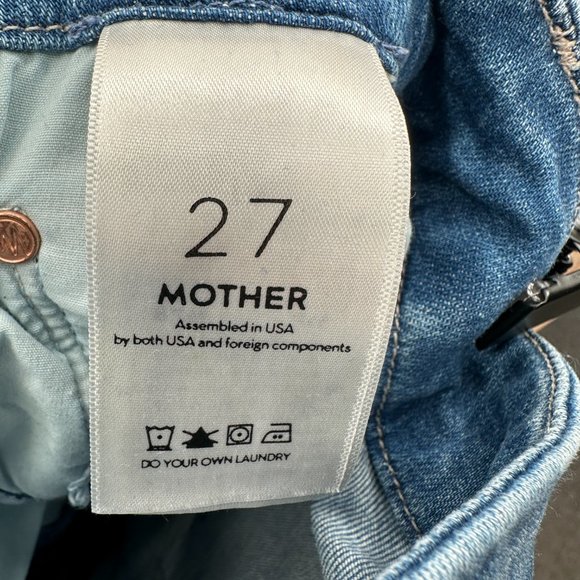 27
MOTHER
Assembled in USA
by both USA and foreign components
DO YOUR OWN LAUNDRY